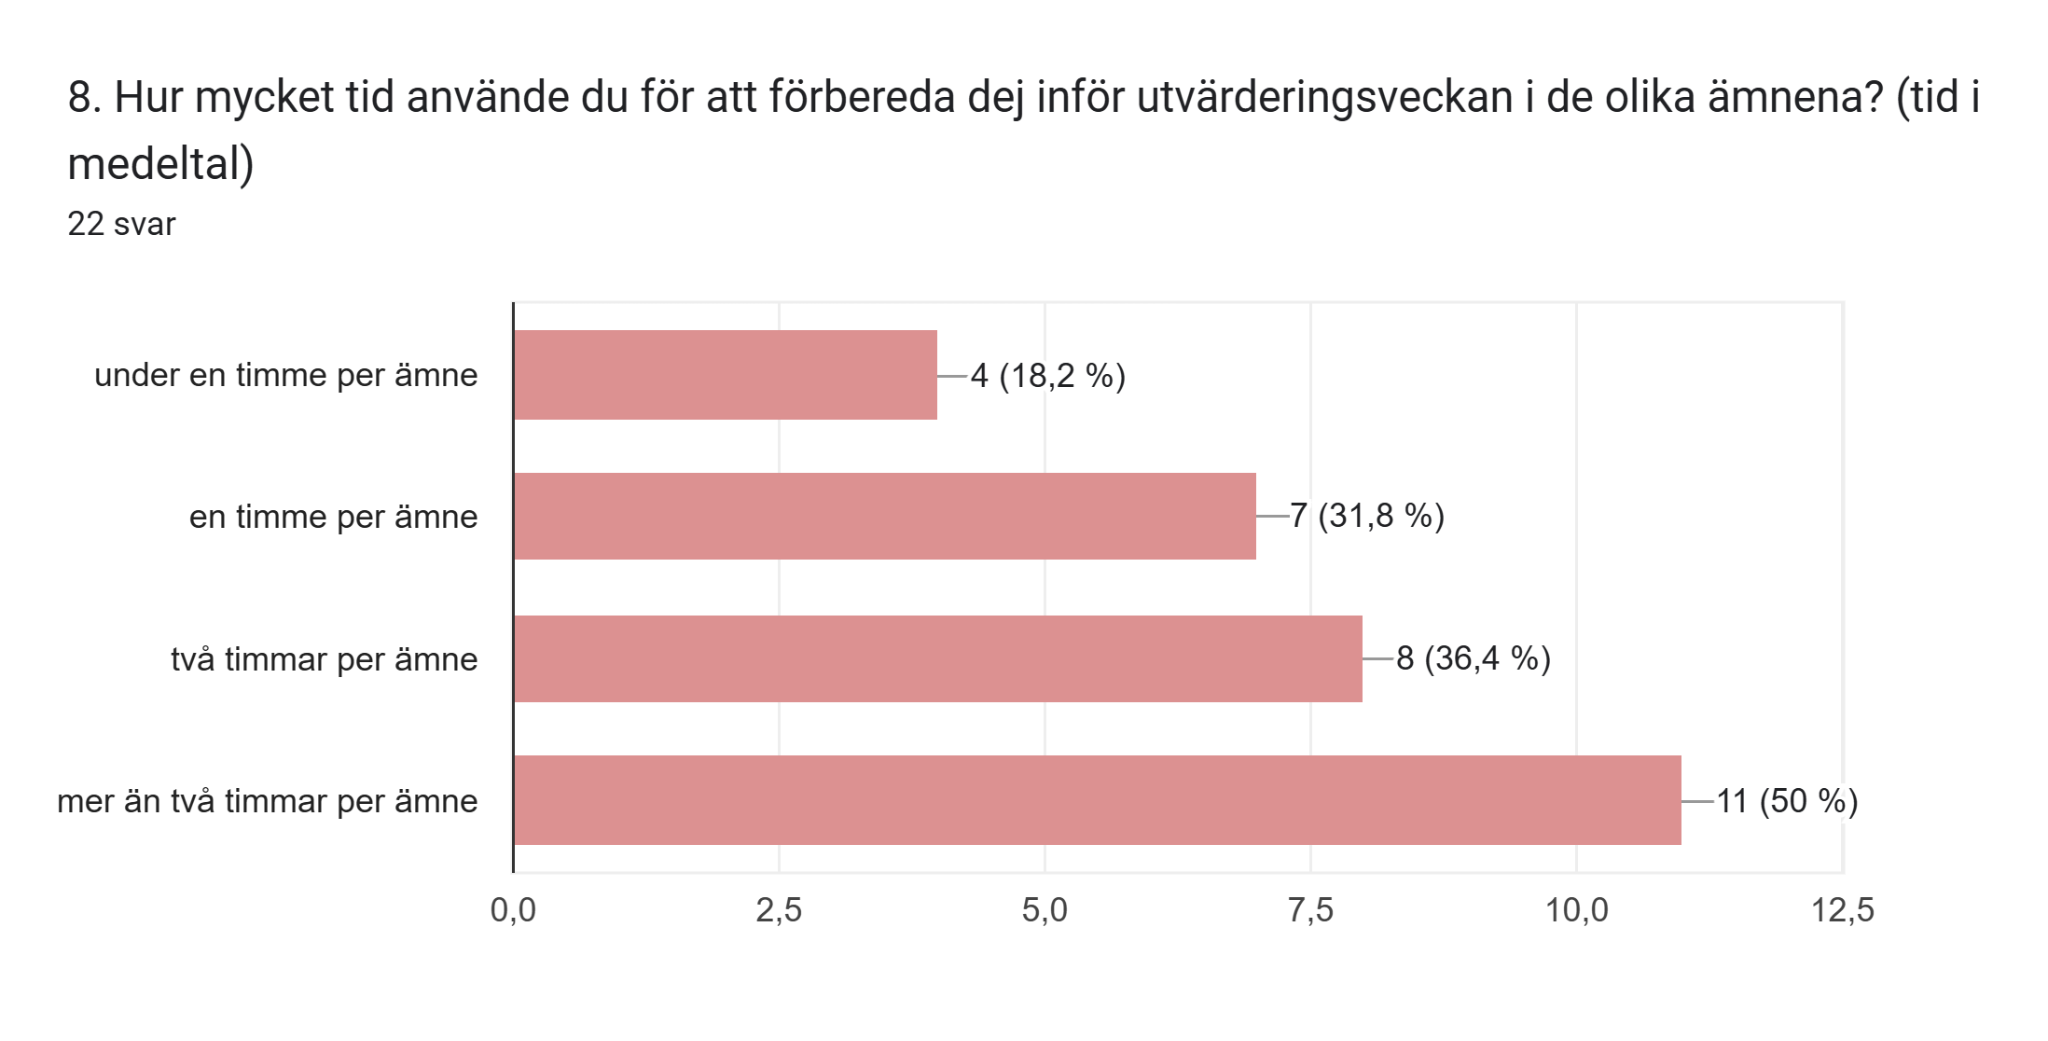 8. Hur mycket tid använde du för att förbereda dej inför utvärderingsveckan i de olika ämnena? (tid i
medeltal)
22 svar
under en timme per ämne 4 (18,2 %)
en timme per ämne 7 (31,8 %)
två timmar per ämne 8 (36,4 %)
mer än två timmar per ämne 11 (50 %)
0,0 2,5 5,0 7,5 10,0 12,5